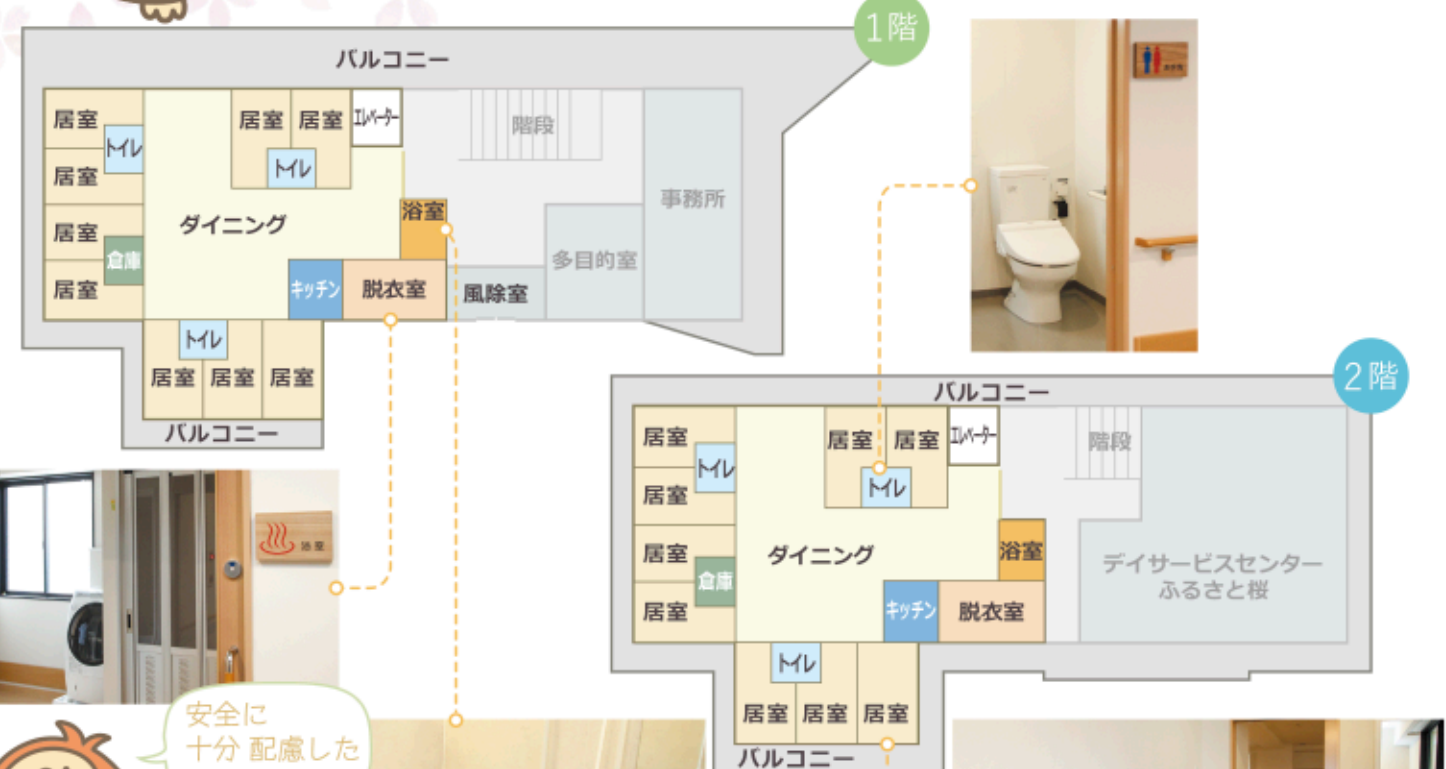 1階
バルコニー
居室
トイレ
居室
居室
倉庫
居室
居室
居室
トイレ
エレベーター
階段
事務所
ダイニング
浴室
多目的室
キッチン
脱衣室
風除室
トイレ
居室
居室
居室
バルコニー
2階
バルコニー
居室
トイレ
居室
居室
倉庫
居室
居室
居室
トイレ
エレベーター
階段
ダイニング
浴室
デイサービスセンター
ふるさと桜
キッチン
脱衣室
トイレ
居室
居室
居室
バルコニー
浴室
安全に
十分 配慮した